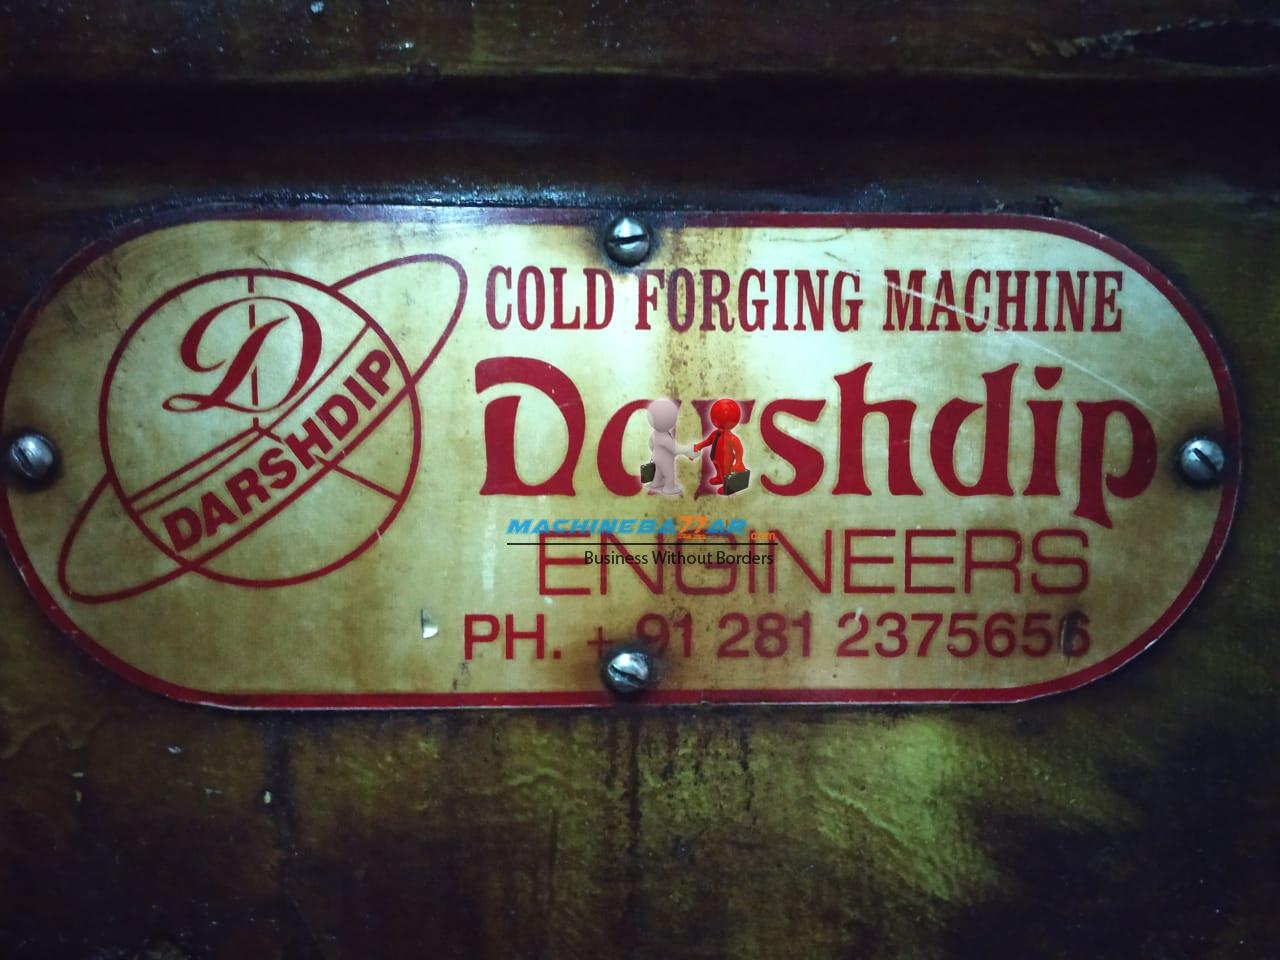 D
DARSHDIP
COLD FORGING MACHINE
Darshdip
MACHINEBAZZAR.com
Business Without Borders
ENGINEERS
PH. +91 281 2375656